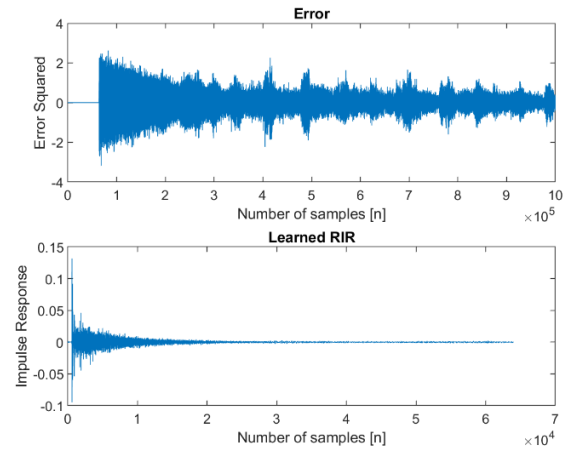 Error
4
2
0
-2
-4
Error Squared
0 1 2 3 4 5 6 7 8 9 10
Number of samples [n]
×10^5
Learned RIR
0.15
0.1
0.05
0
-0.05
-0.1
Impulse Response
0 1 2 3 4 5 6 7
Number of samples [n]
×10^4